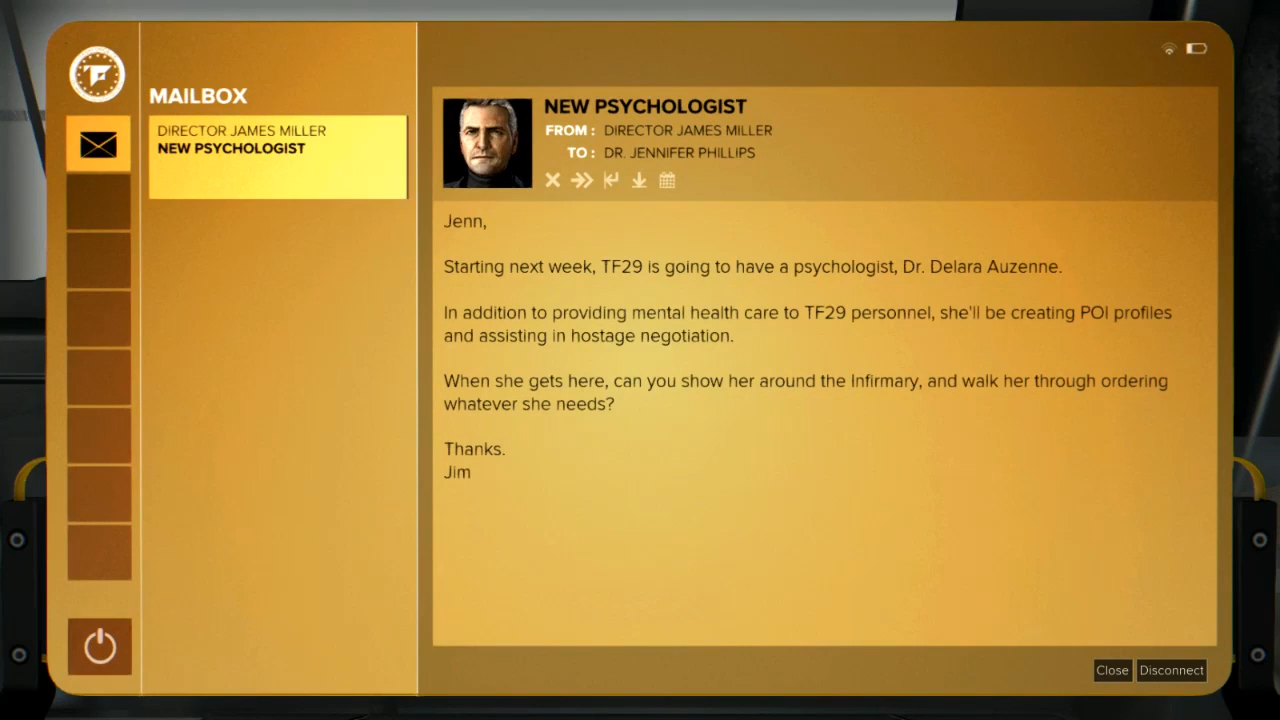 MAILBOX
DIRECTOR JAMES MILLER
NEW PSYCHOLOGIST
NEW PSYCHOLOGIST
FROM : DIRECTOR JAMES MILLER
TO : DR. JENNIFER PHILLIPS
Jenn,
Starting next week, TF29 is going to have a psychologist, Dr. Delara Auzenne.
In addition to providing mental health care to TF29 personnel, she'll be creating POI profiles
and assisting in hostage negotiation.
When she gets here, can you show her around the Infirmary, and walk her through ordering
whatever she needs?
Thanks.
Jim
Close Disconnect